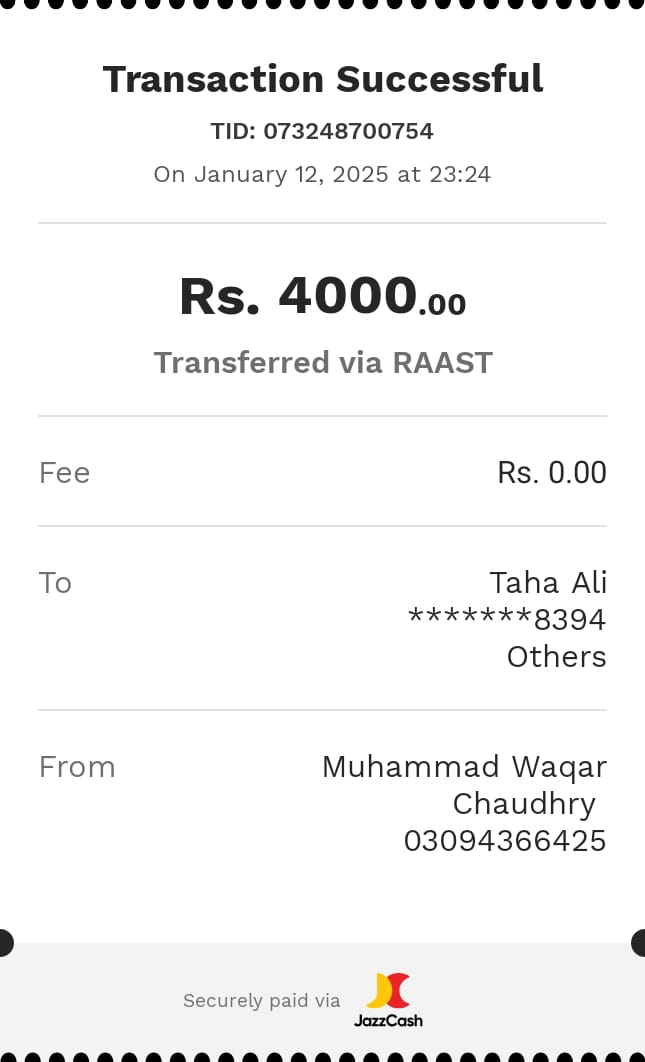 Transaction Successful
TID: 073248700754
On January 12, 2025 at 23:24
Rs. 4000.00
Transferred via RAAST
Fee
Rs. 0.00
To
Taha Ali
*******8394
Others
From
Muhammad Waqar
Chaudhry
03094366425
Securely paid via
JazzCash